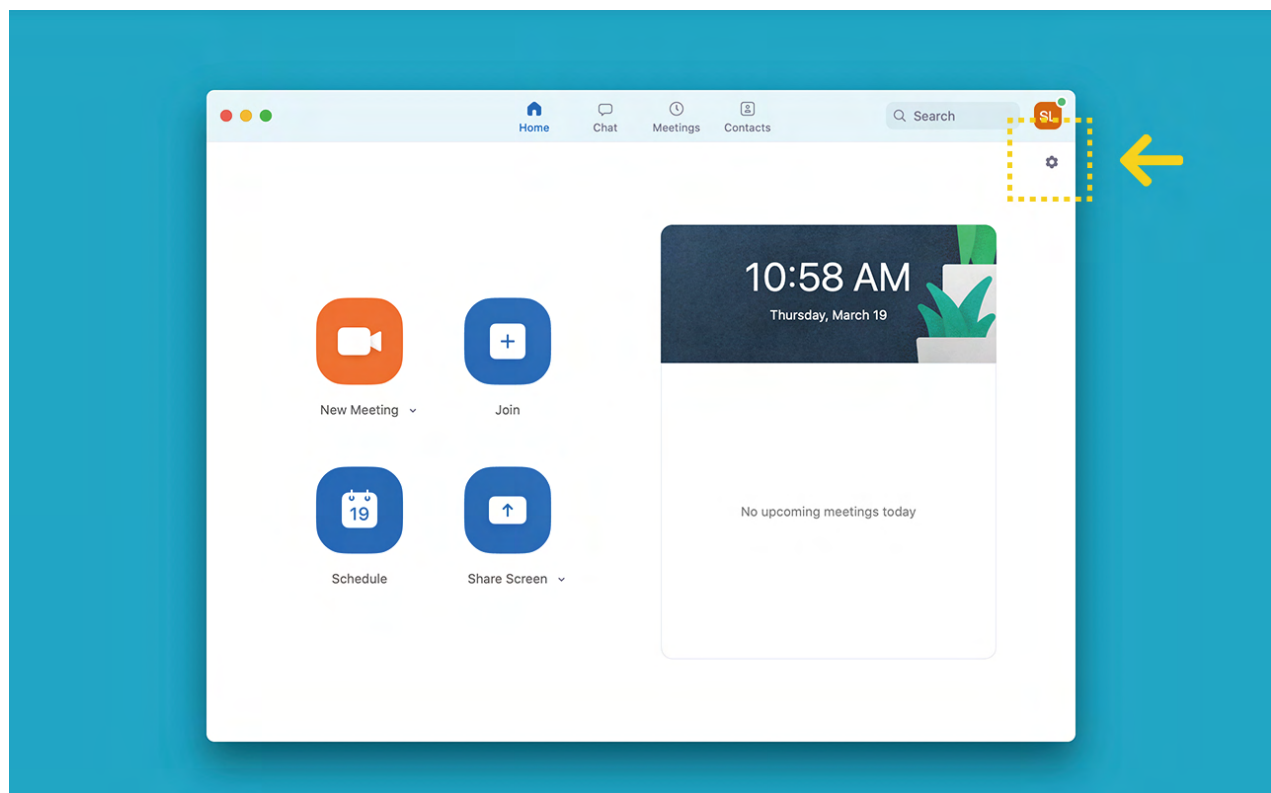 Home
Chat
Meetings
Contacts
Search
SL
10:58 AM
Thursday, March 19
New Meeting
Join
19
Schedule
Share Screen
No upcoming meetings today